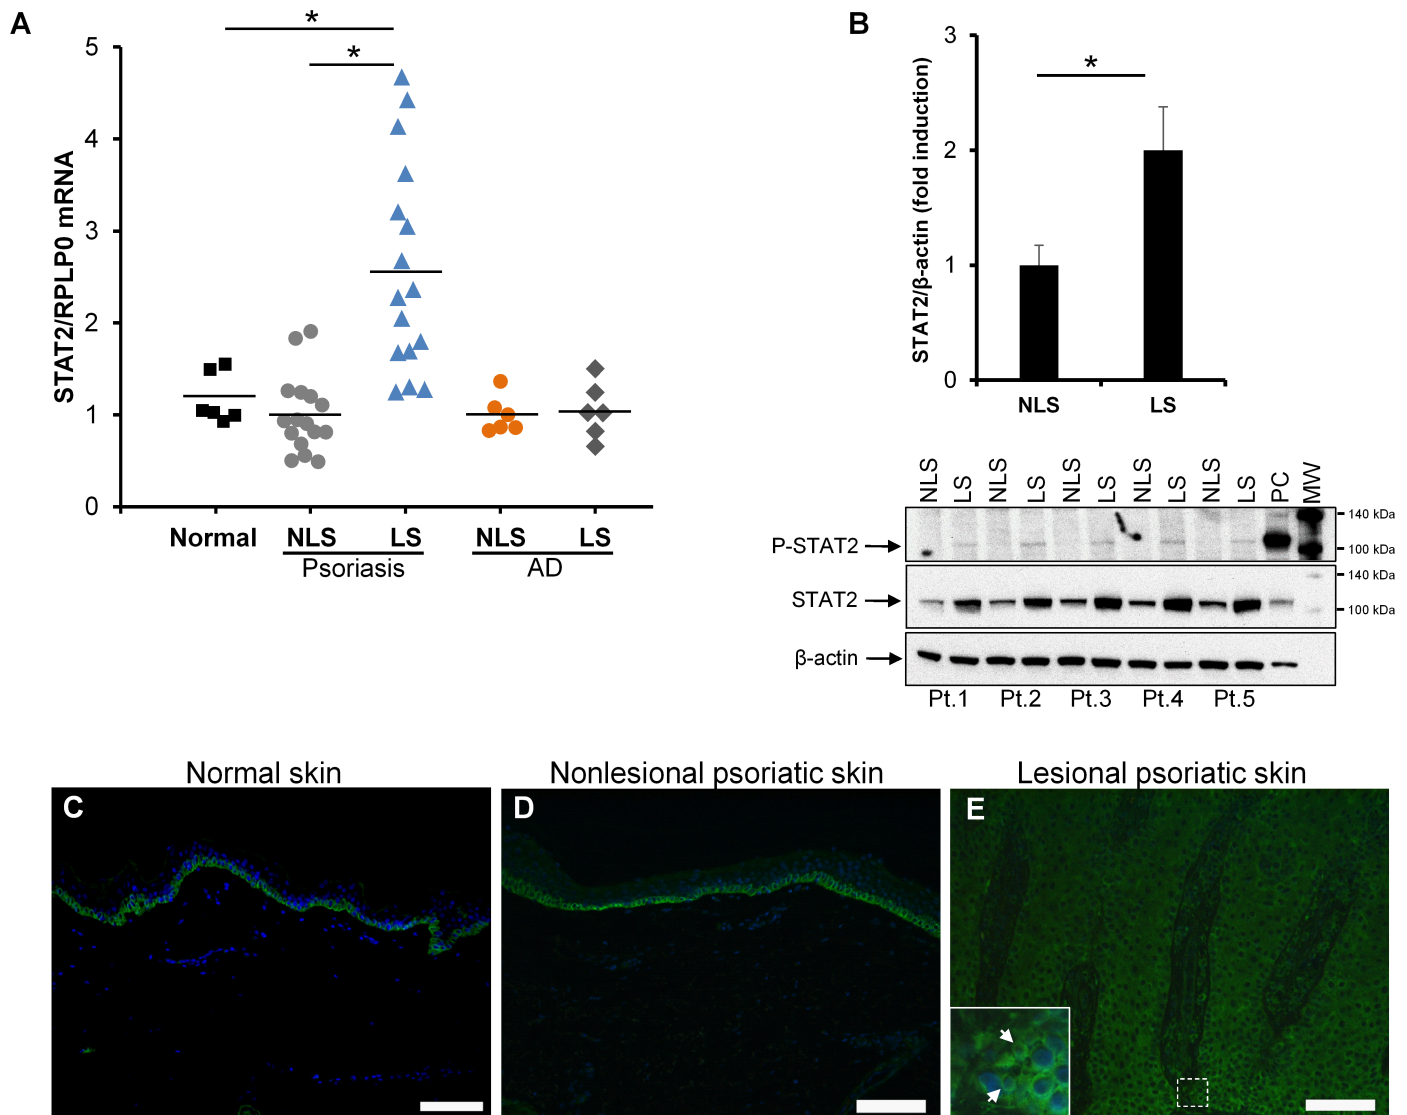 A
*
*
5
4
3
2
1
0
STAT2/RPLP0 mRNA
Normal
NLS
LS
NLS
LS
Psoriasis
AD
B
3
2
1
0
*
STAT2/β-actin (fold induction)
NLS
LS
NLS
LS
NLS
LS
NLS
LS
NLS
LS
NLS
LS
PC
MW
P-STAT2
140 kDa
100 kDa
STAT2
140 kDa
100 kDa
β-actin
Pt.1
Pt.2
Pt.3
Pt.4
Pt.5
Normal skin
Nonlesional psoriatic skin
Lesional psoriatic skin
C
D
E